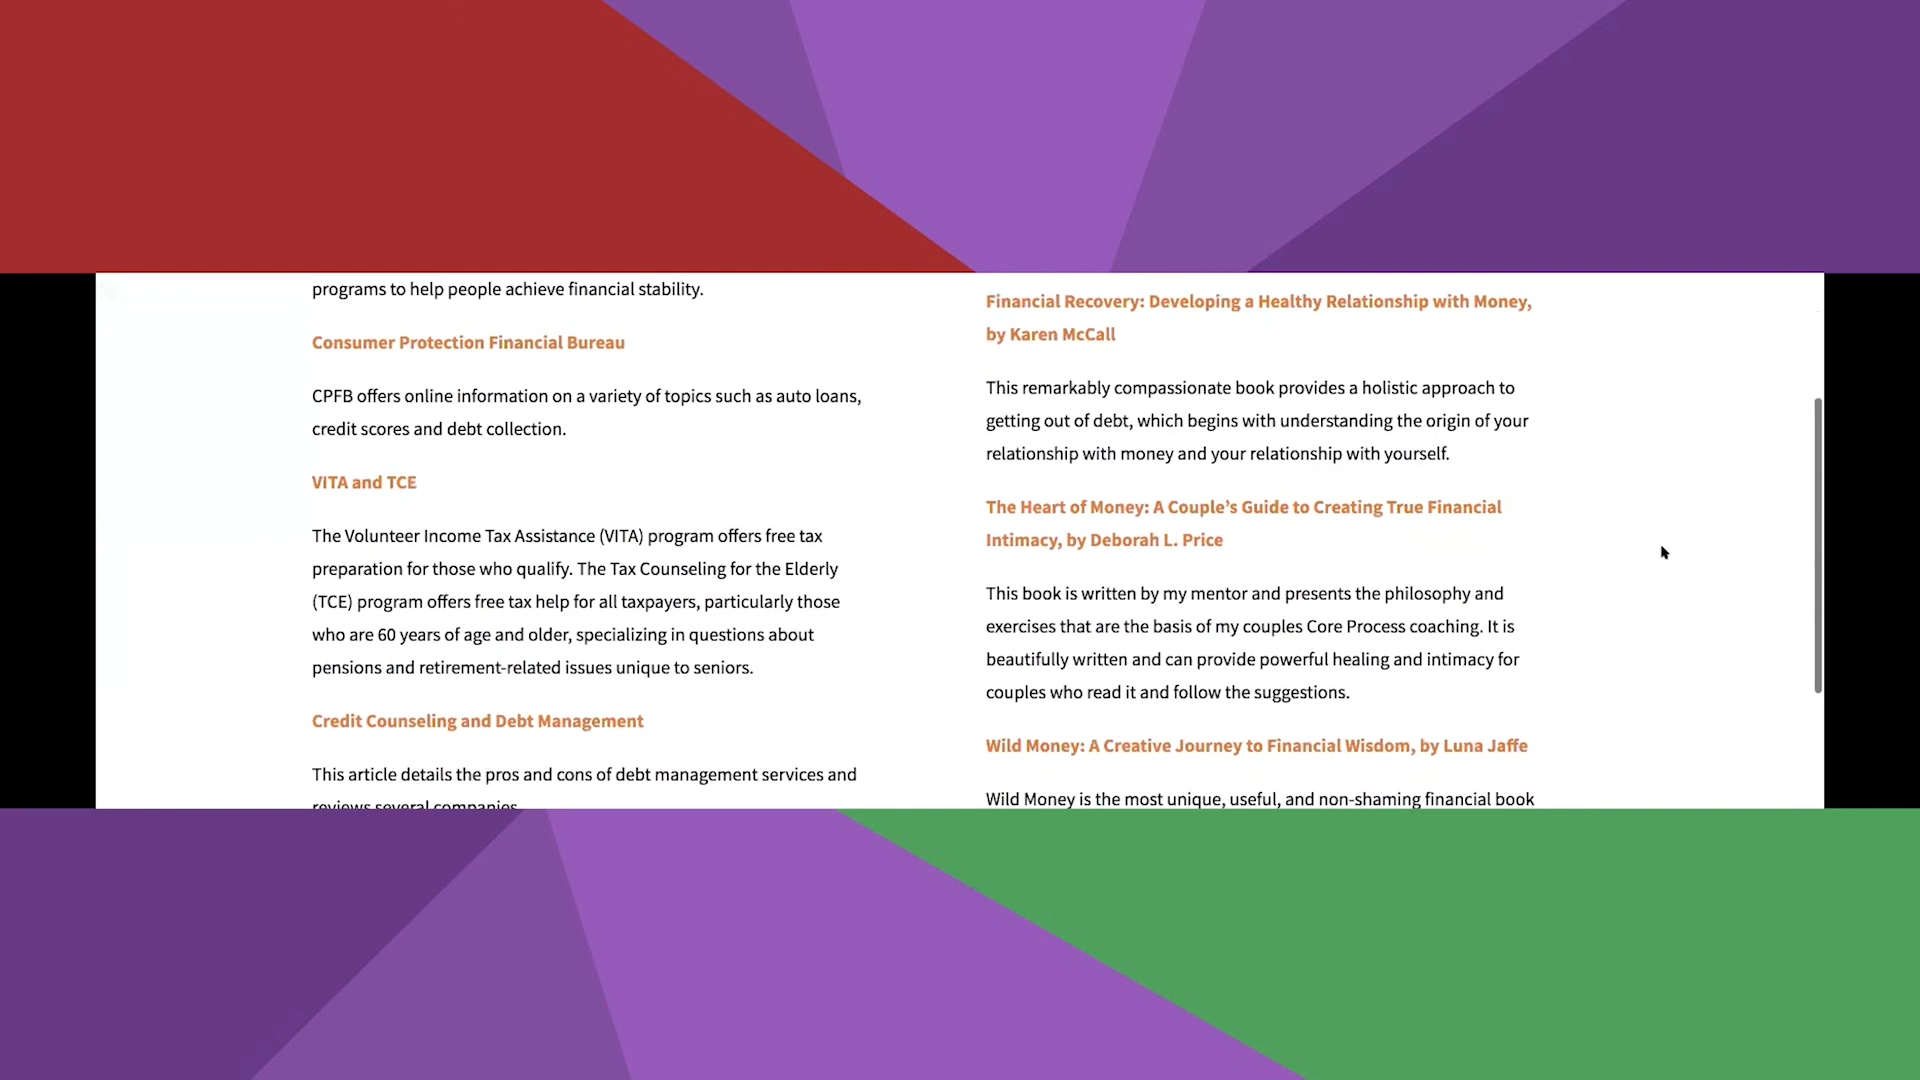 programs to help people achieve financial stability.
Consumer Protection Financial Bureau
CPFB offers online information on a variety of topics such as auto loans,
credit scores and debt collection.
VITA and TCE
The Volunteer Income Tax Assistance (VITA) program offers free tax
preparation for those who qualify. The Tax Counseling for the Elderly
(TCE) program offers free tax help for all taxpayers, particularly those
who are 60 years of age and older, specializing in questions about
pensions and retirement-related issues unique to seniors.
Credit Counseling and Debt Management
This article details the pros and cons of debt management services and
reviews several companies.
Financial Recovery: Developing a Healthy Relationship with Money,
by Karen McCall
This remarkably compassionate book provides a holistic approach to
getting out of debt, which begins with understanding the origin of your
relationship with money and your relationship with yourself.
The Heart of Money: A Couple’s Guide to Creating True Financial
Intimacy, by Deborah L. Price
This book is written by my mentor and presents the philosophy and
exercises that are the basis of my couples Core Process coaching. It is
beautifully written and can provide powerful healing and intimacy for
couples who read it and follow the suggestions.
Wild Money: A Creative Journey to Financial Wisdom, by Luna Jaffe
Wild Money is the most unique, useful, and non-shaming financial book